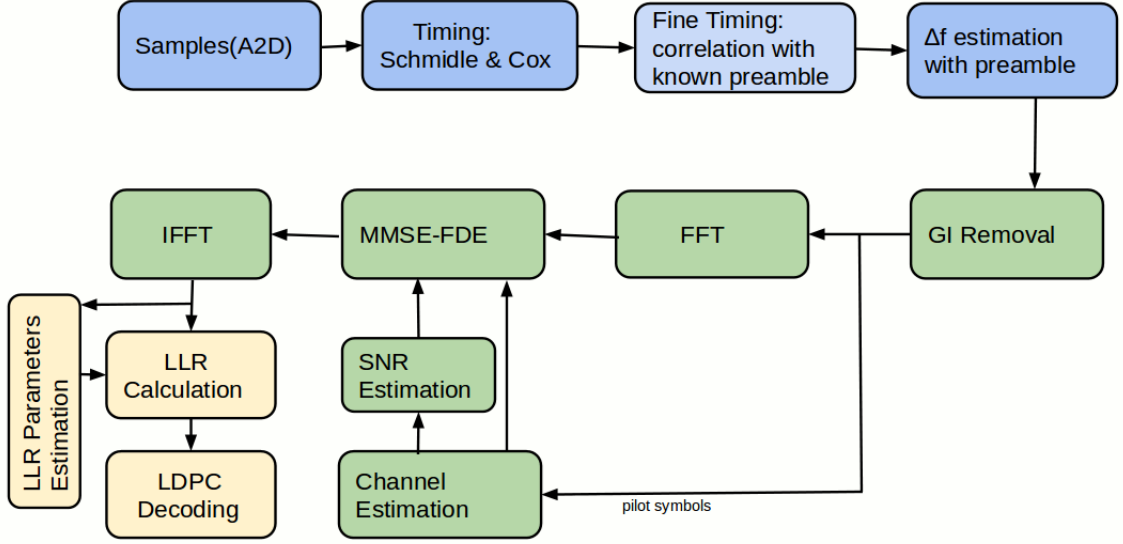 Samples(A2D)
Timing:
Schmidle & Cox
Fine Timing:
correlation with
known preamble
Δf estimation
with preamble
IFFT
MMSE-FDE
FFT
GI Removal
LLR Parameters
Estimation
LLR
Calculation
SNR
Estimation
LDPC
Decoding
Channel
Estimation
pilot symbols